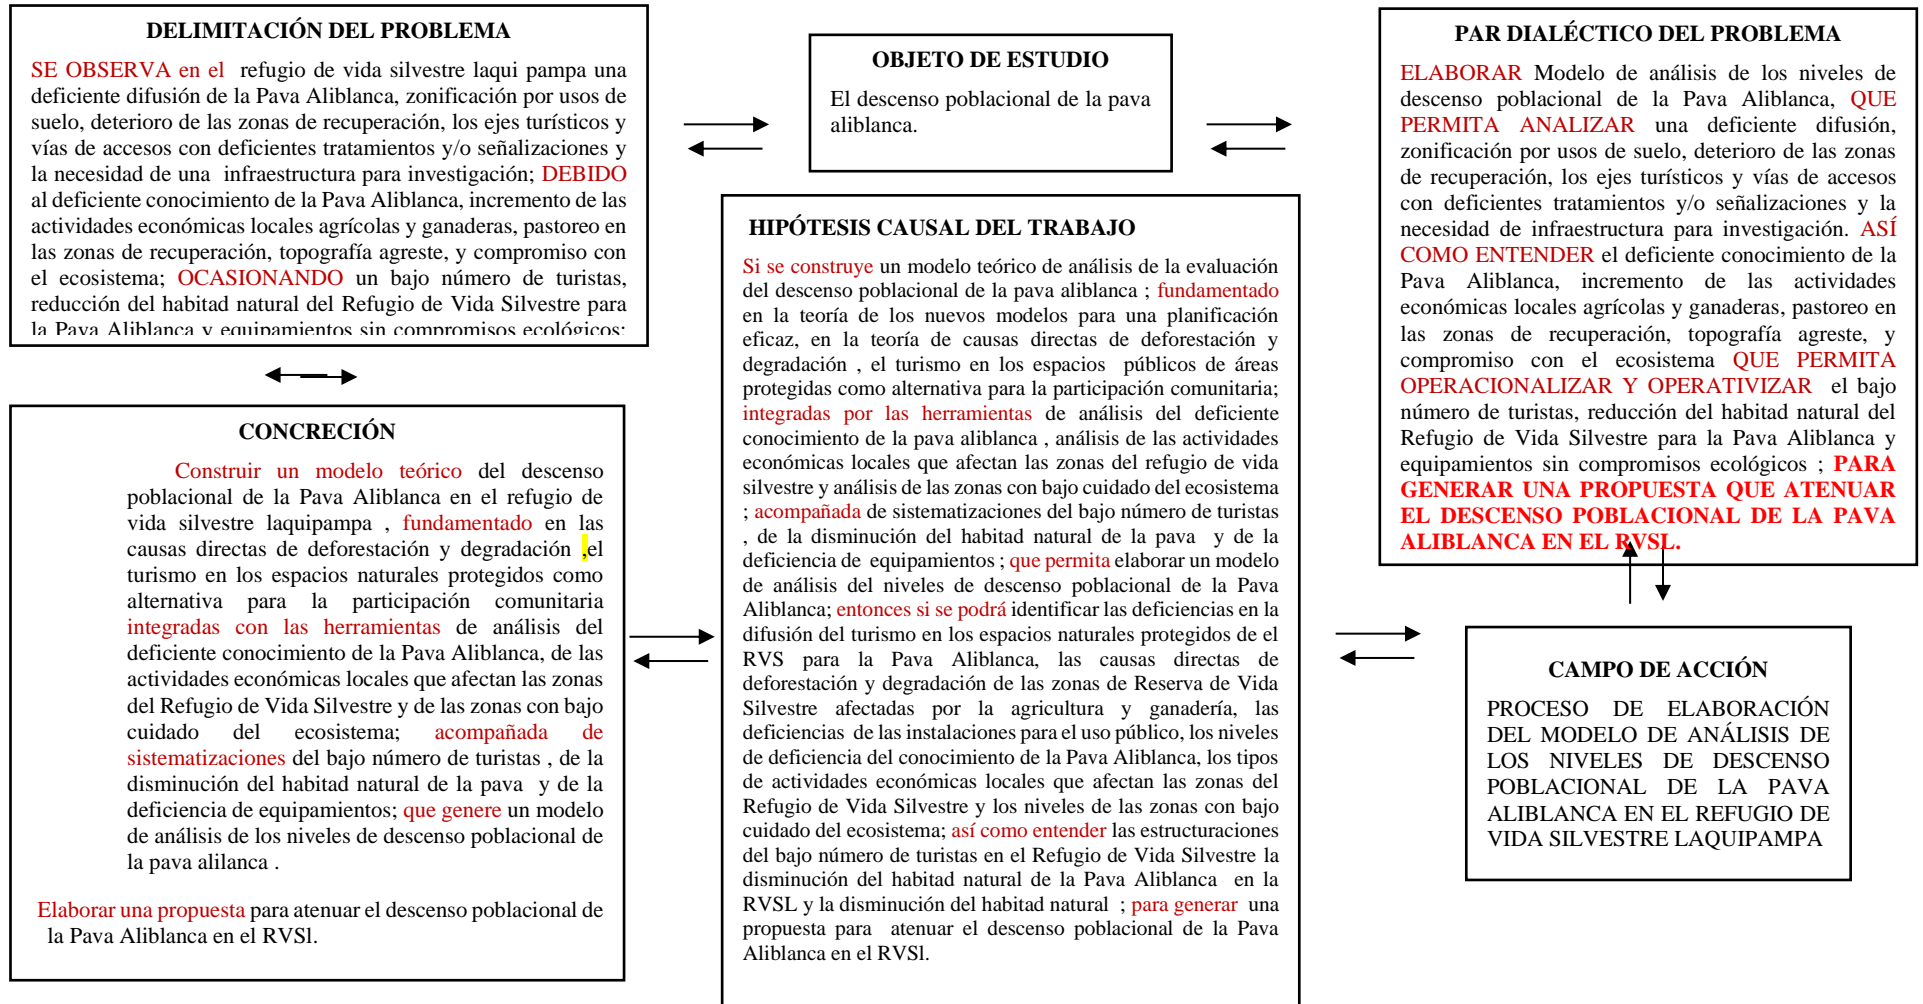 DELIMITACIÓN DEL PROBLEMA
SE OBSERVA en el refugio de vida silvestre laqui pampa una
deficiente difusión de la Pava Aliblanca, zonificación por usos de
suelo, deterioro de las zonas de recuperación, los ejes turísticos y
vías de accesos con deficientes tratamientos y/o señalizaciones y
la necesidad de una infraestructura para investigación; DEBIDO
al deficiente conocimiento de la Pava Aliblanca, incremento de las
actividades económicas locales agrícolas y ganaderas, pastoreo en
las zonas de recuperación, topografía agreste, y compromiso con
el ecosistema; OCASIONANDO un bajo número de turistas,
reducción del habitad natural del Refugio de Vida Silvestre para
la Pava Aliblanca y equipamientos sin compromisos ecológicos;
OBJETO DE ESTUDIO
El descenso poblacional de la pava
aliblanca.
PAR DIALÉCTICO DEL PROBLEMA
ELABORAR Modelo de análisis de los niveles de
descenso poblacional de la Pava Aliblanca, QUE
PERMITA ANALIZAR una deficiente difusión,
zonificación por usos de suelo, deterioro de las zonas
de recuperación, los ejes turísticos y vías de accesos
con deficientes tratamientos y/o señalizaciones y la
necesidad de infraestructura para investigación. ASÍ
COMO ENTENDER el deficiente conocimiento de la
Pava Aliblanca, incremento de las actividades
económicas locales agrícolas y ganaderas, pastoreo en
las zonas de recuperación, topografía agreste, y
compromiso con el ecosistema QUE PERMITA
OPERACIONALIZAR Y OPERATIVIZAR el bajo
número de turistas, reducción del habitad natural del
Refugio de Vida Silvestre para la Pava Aliblanca y
equipamientos sin compromisos ecológicos ; PARA
GENERAR UNA PROPUESTA QUE ATENUAR
EL DESCENSO POBLACIONAL DE LA PAVA
ALIBLANCA EN EL RVSL.
CONCRECIÓN
Construir un modelo teórico del descenso
poblacional de la Pava Aliblanca en el refugio de
vida silvestre laquipampa , fundamentado en las
causas directas de deforestación y degradación ,el
turismo en los espacios naturales protegidos como
alternativa para la participación comunitaria
integradas con las herramientas de análisis del
deficiente conocimiento de la Pava Aliblanca, de las
actividades económicas locales que afectan las zonas
del Refugio de Vida Silvestre y de las zonas con bajo
cuidado del ecosistema; acompañada de
sistematizaciones del bajo número de turistas , de la
disminución del habitad natural de la pava y de la
deficiencia de equipamientos; que genere un modelo
de análisis de los niveles de descenso poblacional de
la pava alilanca .
Elaborar una propuesta para atenuar el descenso poblacional de
la Pava Aliblanca en el RVSl.
HIPÓTESIS CAUSAL DEL TRABAJO
Si se construye un modelo teórico de análisis de la evaluación
del descenso poblacional de la pava aliblanca ; fundamentado
en la teoría de los nuevos modelos para una planificación
eficaz, en la teoría de causas directas de deforestación y
degradación , el turismo en los espacios públicos de áreas
protegidas como alternativa para la participación comunitaria;
integradas por las herramientas de análisis del deficiente
conocimiento de la pava aliblanca , análisis de las actividades
económicas locales que afectan las zonas del refugio de vida
silvestre y análisis de las zonas con bajo cuidado del ecosistema
; acompañada de sistematizaciones del bajo número de turistas
, de la disminución del habitad natural de la pava y de la
deficiencia de equipamientos ; que permita elaborar un modelo
de análisis del niveles de descenso poblacional de la Pava
Aliblanca; entonces si se podrá identificar las deficiencias en la
difusión del turismo en los espacios naturales protegidos de el
RVS para la Pava Aliblanca, las causas directas de
deforestación y degradación de las zonas de Reserva de Vida
Silvestre afectadas por la agricultura y ganadería, las
deficiencias de las instalaciones para el uso público, los niveles
de deficiencia del conocimiento de la Pava Aliblanca, los tipos
de actividades económicas locales que afectan las zonas del
Refugio de Vida Silvestre y los niveles de las zonas con bajo
cuidado del ecosistema; así como entender las estructuraciones
del bajo número de turistas en el Refugio de Vida Silvestre la
disminución del habitad natural de la Pava Aliblanca en la
RVSL y la disminución del habitad natural ; para generar una
propuesta para atenuar el descenso poblacional de la Pava
Aliblanca en el RVSl.
CAMPO DE ACCIÓN
PROCESO DE ELABORACIÓN
DEL MODELO DE ANÁLISIS DE
LOS NIVELES DE DESCENSO
POBLACIONAL DE LA PAVA
ALIBLANCA EN EL REFUGIO DE
VIDA SILVESTRE LAQUIPAMPA